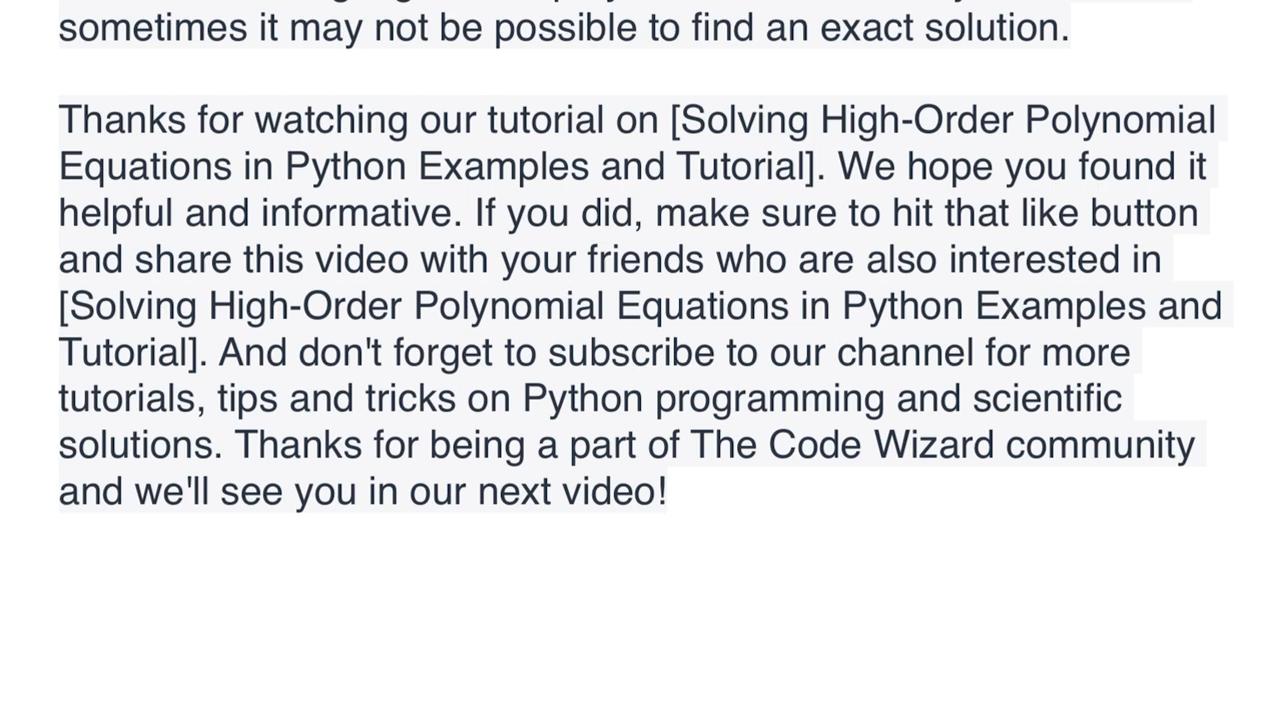 sometimes it may not be possible to find an exact solution.
Thanks for watching our tutorial on [Solving High-Order Polynomial
Equations in Python Examples and Tutorial]. We hope you found it
helpful and informative. If you did, make sure to hit that like button
and share this video with your friends who are also interested in
[Solving High-Order Polynomial Equations in Python Examples and
Tutorial]. And don't forget to subscribe to our channel for more
tutorials, tips and tricks on Python programming and scientific
solutions. Thanks for being a part of The Code Wizard community
and we'll see you in our next video!